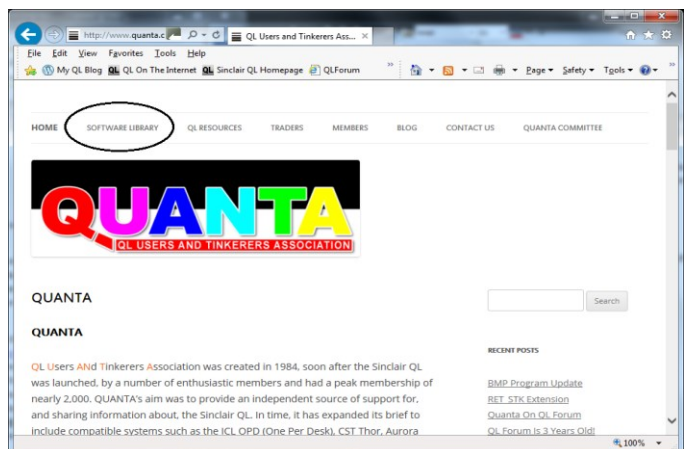 http://www.quanta.c
QL Users and Tinkerers Ass...
File Edit View Favorites Tools Help
My QL Blog QL QL On The Internet QL Sinclair QL Homepage QLForum
Page Safety Tools
HOME SOFTWARE LIBRARY QL RESOURCES TRADERS MEMBERS BLOG CONTACT US QUANTA COMMITTEE
QUANTA
QL USERS AND TINKERERS ASSOCIATION
QUANTA
Search
QUANTA
RECENT POSTS
QL Users ANd Tinkerers Association was created in 1984, soon after the Sinclair QL
was launched, by a number of enthusiastic members and had a peak membership of
nearly 2,000. QUANTA's aim was to provide an independent source of support for,
and sharing information about, the Sinclair QL. In time, it has expanded its brief to
include compatible systems such as the ICL OPD (One Per Desk), CST Thor, Aurora
BMP Program Update
RET_STK Extension
Quanta On QL Forum
QL Forum Is 3 Years Old!
100%